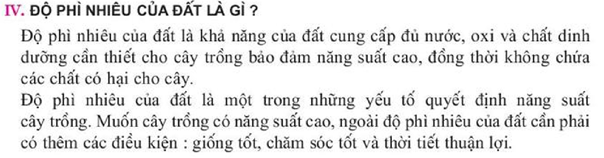 IV. ĐỘ PHÌ NHIÊU CỦA ĐẤT LÀ GÌ ?
Độ phì nhiêu của đất là khả năng của đất cung cấp đủ nước, oxi và chất dinh
dưỡng cần thiết cho cây trồng bảo đảm năng suất cao, đồng thời không chứa
các chất có hại cho cây.
Độ phì nhiêu của đất là một trong những yếu tố quyết định năng suất
cây trồng. Muốn cây trồng có năng suất cao, ngoài độ phì nhiêu của đất cần phải
có thêm các điều kiện : giống tốt, chăm sóc tốt và thời tiết thuận lợi.